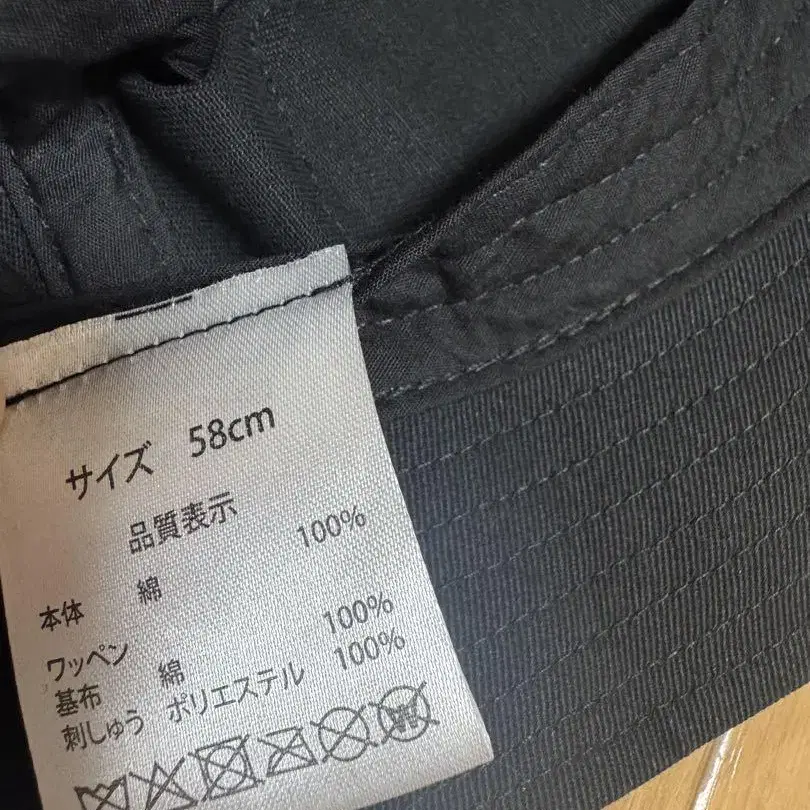 サイズ 58cm
品質表示
本体 綿 100%
ワッペン
基布 綿 100%
刺しゅう ポリエステル 100%